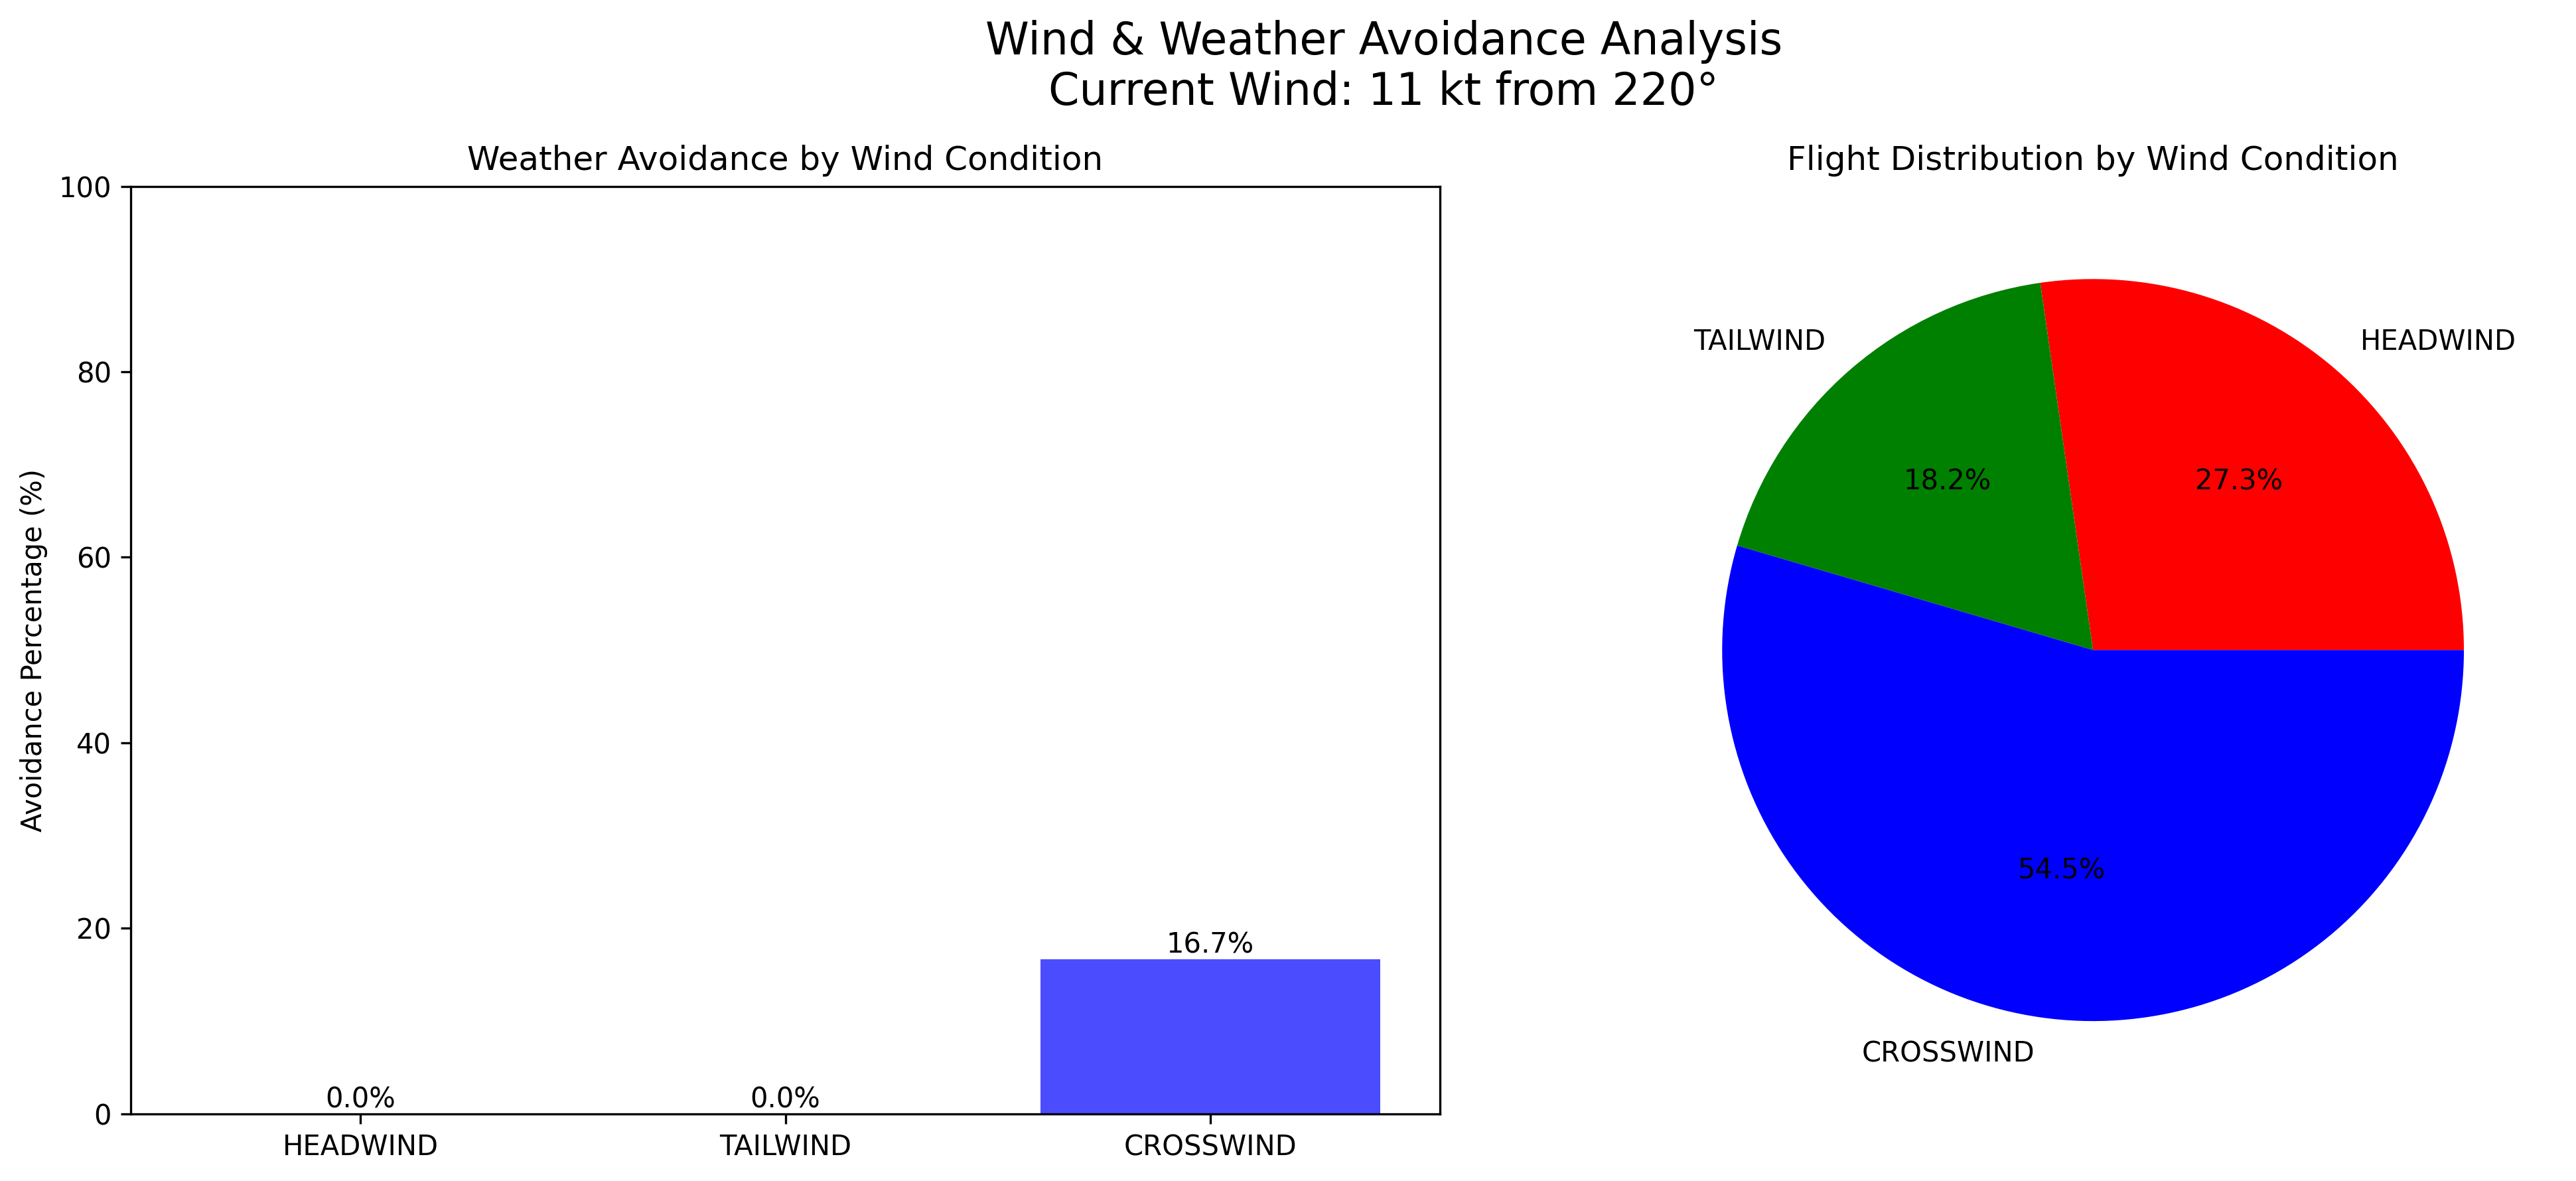 Wind & Weather Avoidance Analysis
Current Wind: 11 kt from 220°
Weather Avoidance by Wind Condition
Avoidance Percentage (%)
100
80
60
40
20
0
0.0%
0.0%
16.7%
HEADWIND
TAILWIND
CROSSWIND
Flight Distribution by Wind Condition
TAILWIND
HEADWIND
18.2%
27.3%
54.5%
CROSSWIND